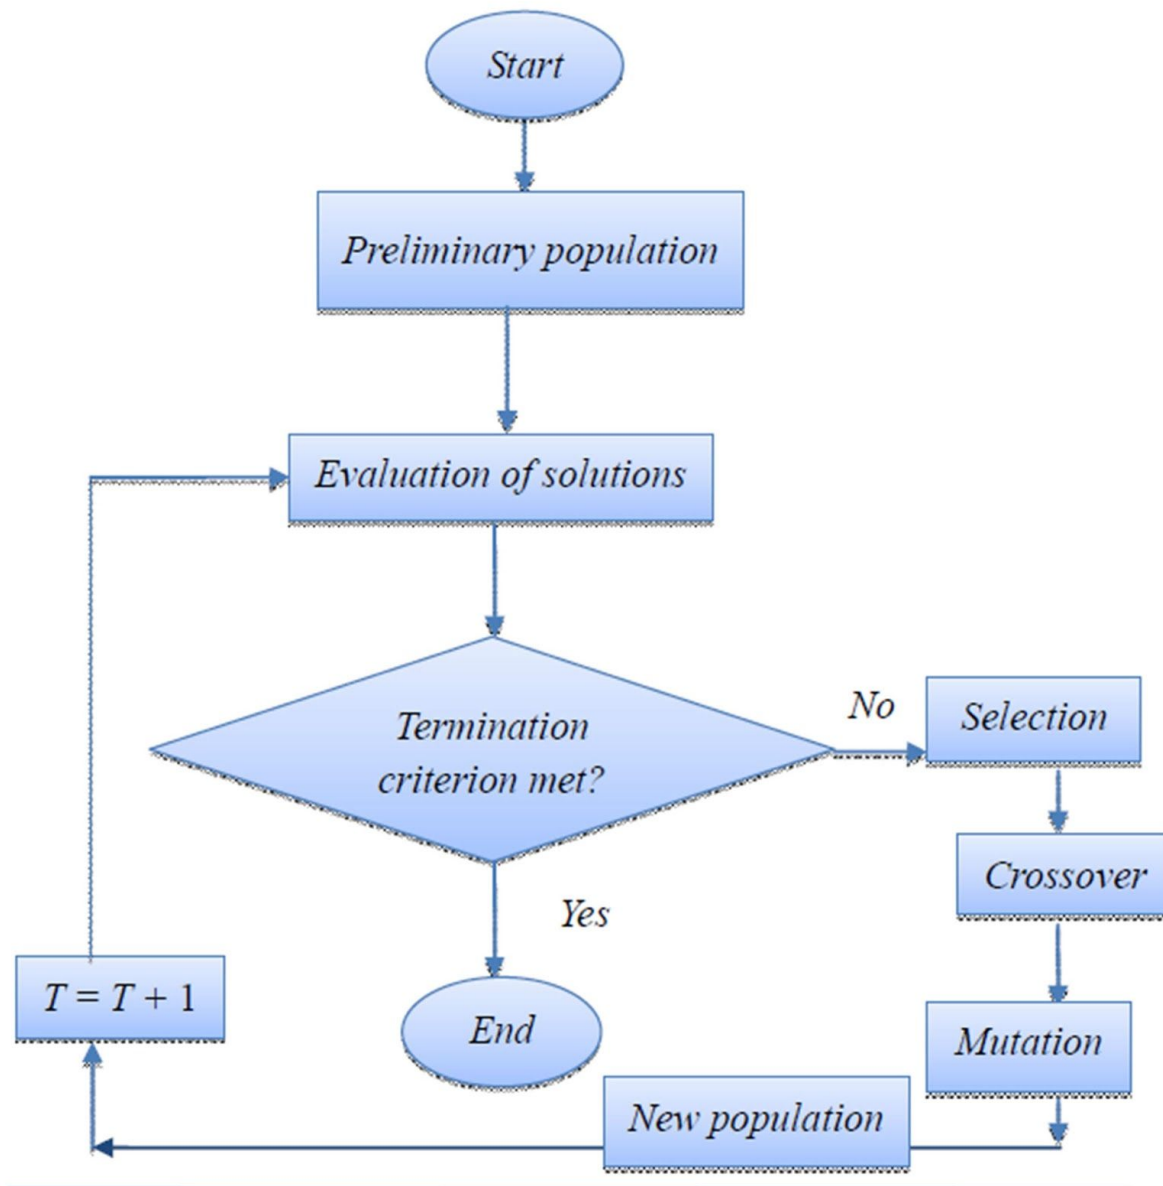 Start
Preliminary population
Evaluation of solutions
Termination
criterion met?
No
Selection
Crossover
Yes
T = T + 1
End
Mutation
New population